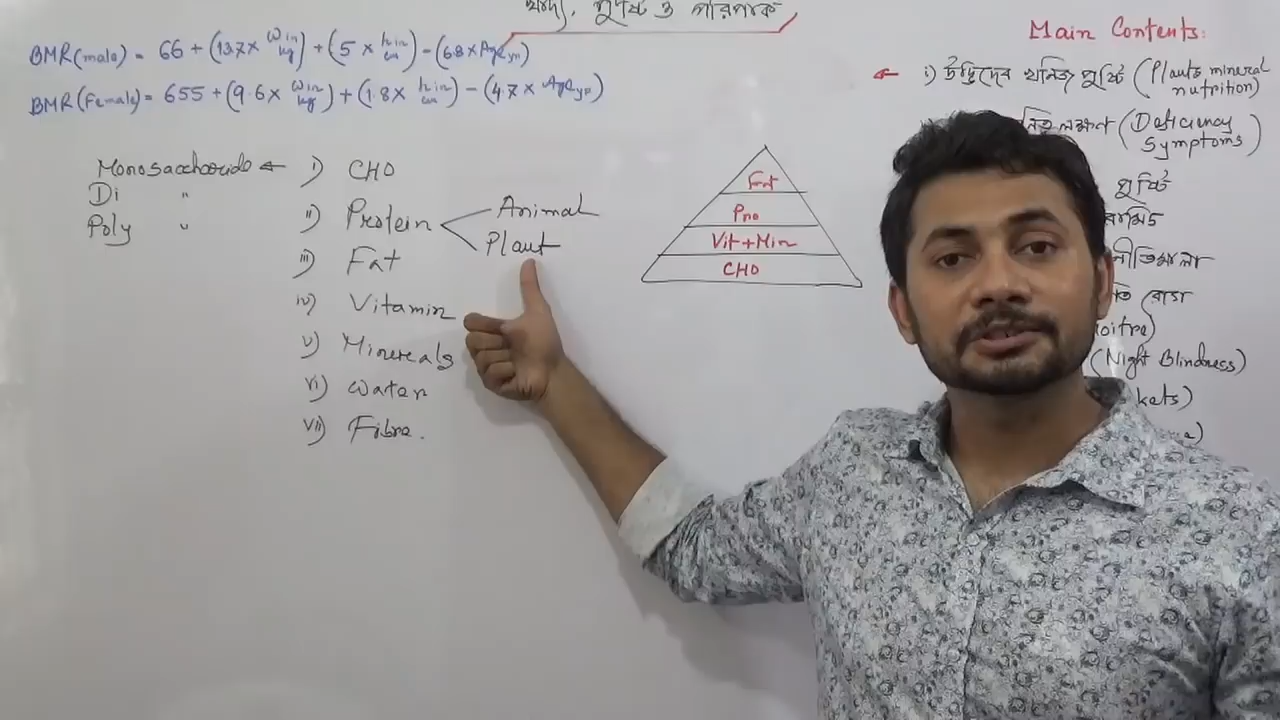 খাদ্য, পুষ্টি ও পরিপাক
BMR(male) = 66 + (13.7 × W in kg) + (5 × h in cm) - (6.8 × Age yr)
BMR(Female) = 655 + (9.6 × W in kg) + (1.8 × h in cm) - (4.7 × Age yr)
Monosaccharide ← i) CHO
Di "
Poly "
ii) Protein
Animal
Plant
iii) Fat
iv) Vitamin
v) Minerals
vi) Water
vii) Fibre.
Fat
Pro
Vit + Min
CHO
Main Contents:
← i) উদ্ভিদের খনিজ পুষ্টি (Plants mineral nutrition)
লক্ষণ (Deficiency Symptoms)
পুষ্টি
নীতিমালা
রোগ
(Night Blindness)